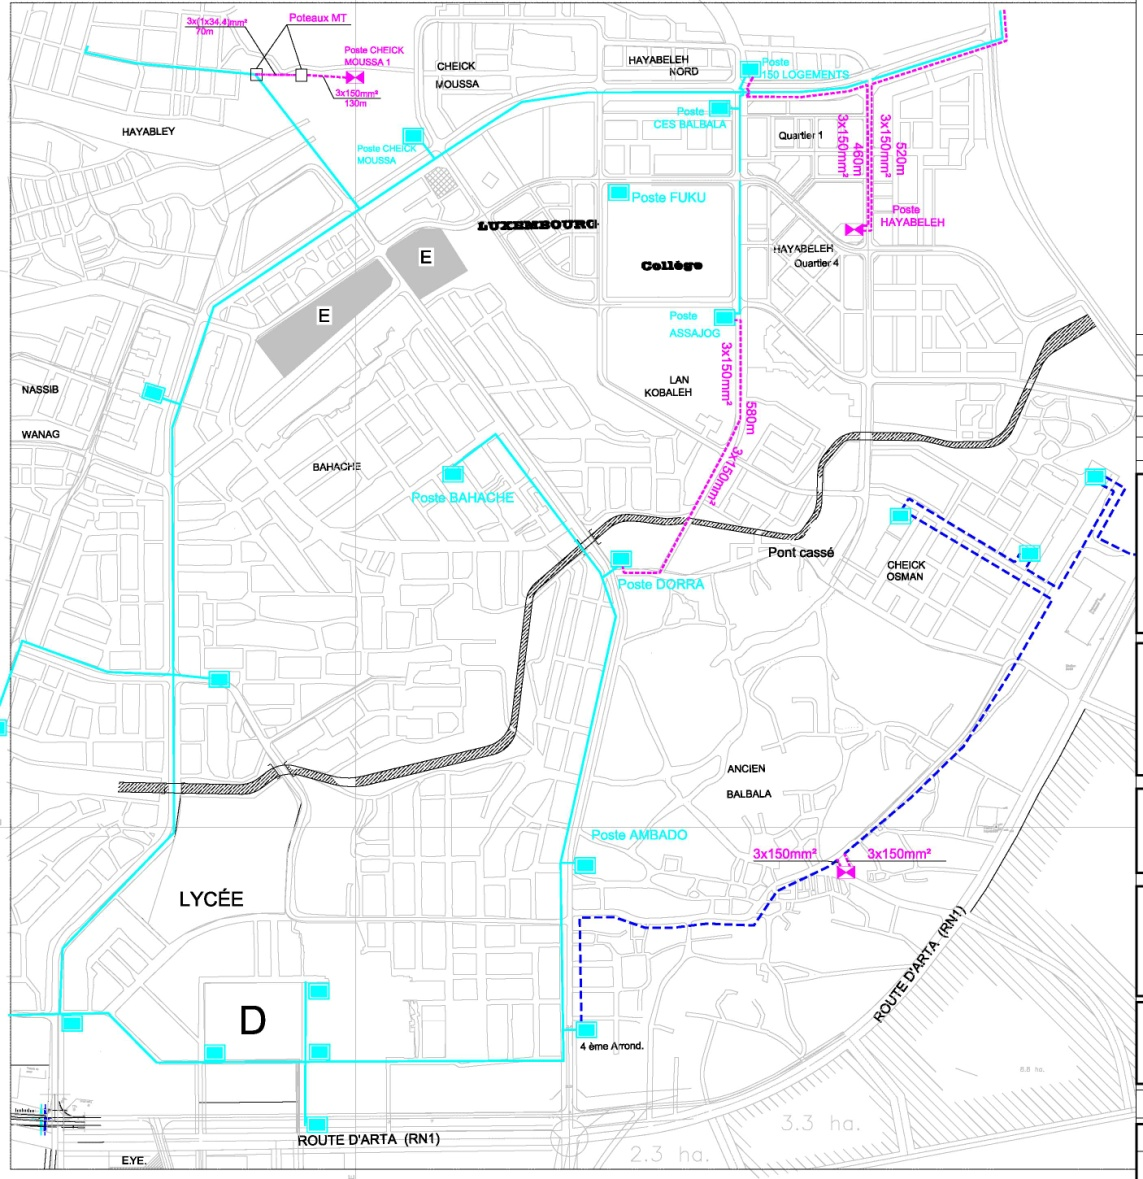 3x(1x34.4)mm²
70m
Poteaux MT
Poste CHEICK
MOUSSA 1
3x150mm²
130m
CHEICK
MOUSSA
HAYABELEH
NORD
Poste
150 LOGEMENTS
Poste
CES BALBALA
Quartier 1
HAYABLEY
Poste CHEICK
MOUSSA
3x150mm²
460m
3x150mm²
520m
Poste FUKU
Poste
HAYABELEH
LUXEMBOURG
E
Collège
HAYABELEH
Quartier 4
E
Poste
ASSAJOG
3x150mm²
580m
3x150mm²
NASSIB
LAN
KOBALEH
WANAG
BAHACHE
Poste BAHACHE
Pont cassé
CHEICK
OSMAN
Poste DORRA
ANCIEN
BALBALA
Poste AMBADO
3x150mm²
3x150mm²
LYCÉE
ROUTE D'ARTA (RN1)
D
4 ème Arrond.
6.8 ha.
3.3 ha.
ROUTE D'ARTA (RN1)
2.3 ha.
E.YE.